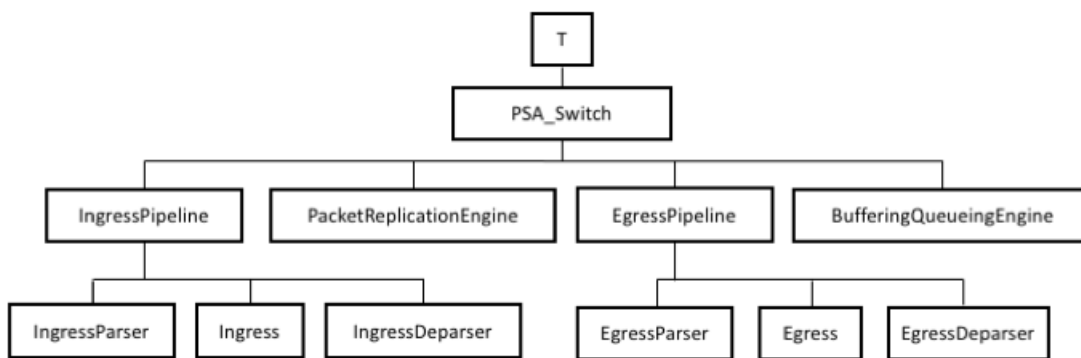 T
PSA_Switch
IngressPipeline
PacketReplicationEngine
EgressPipeline
BufferingQueueingEngine
IngressParser
Ingress
IngressDeparser
EgressParser
Egress
EgressDeparser